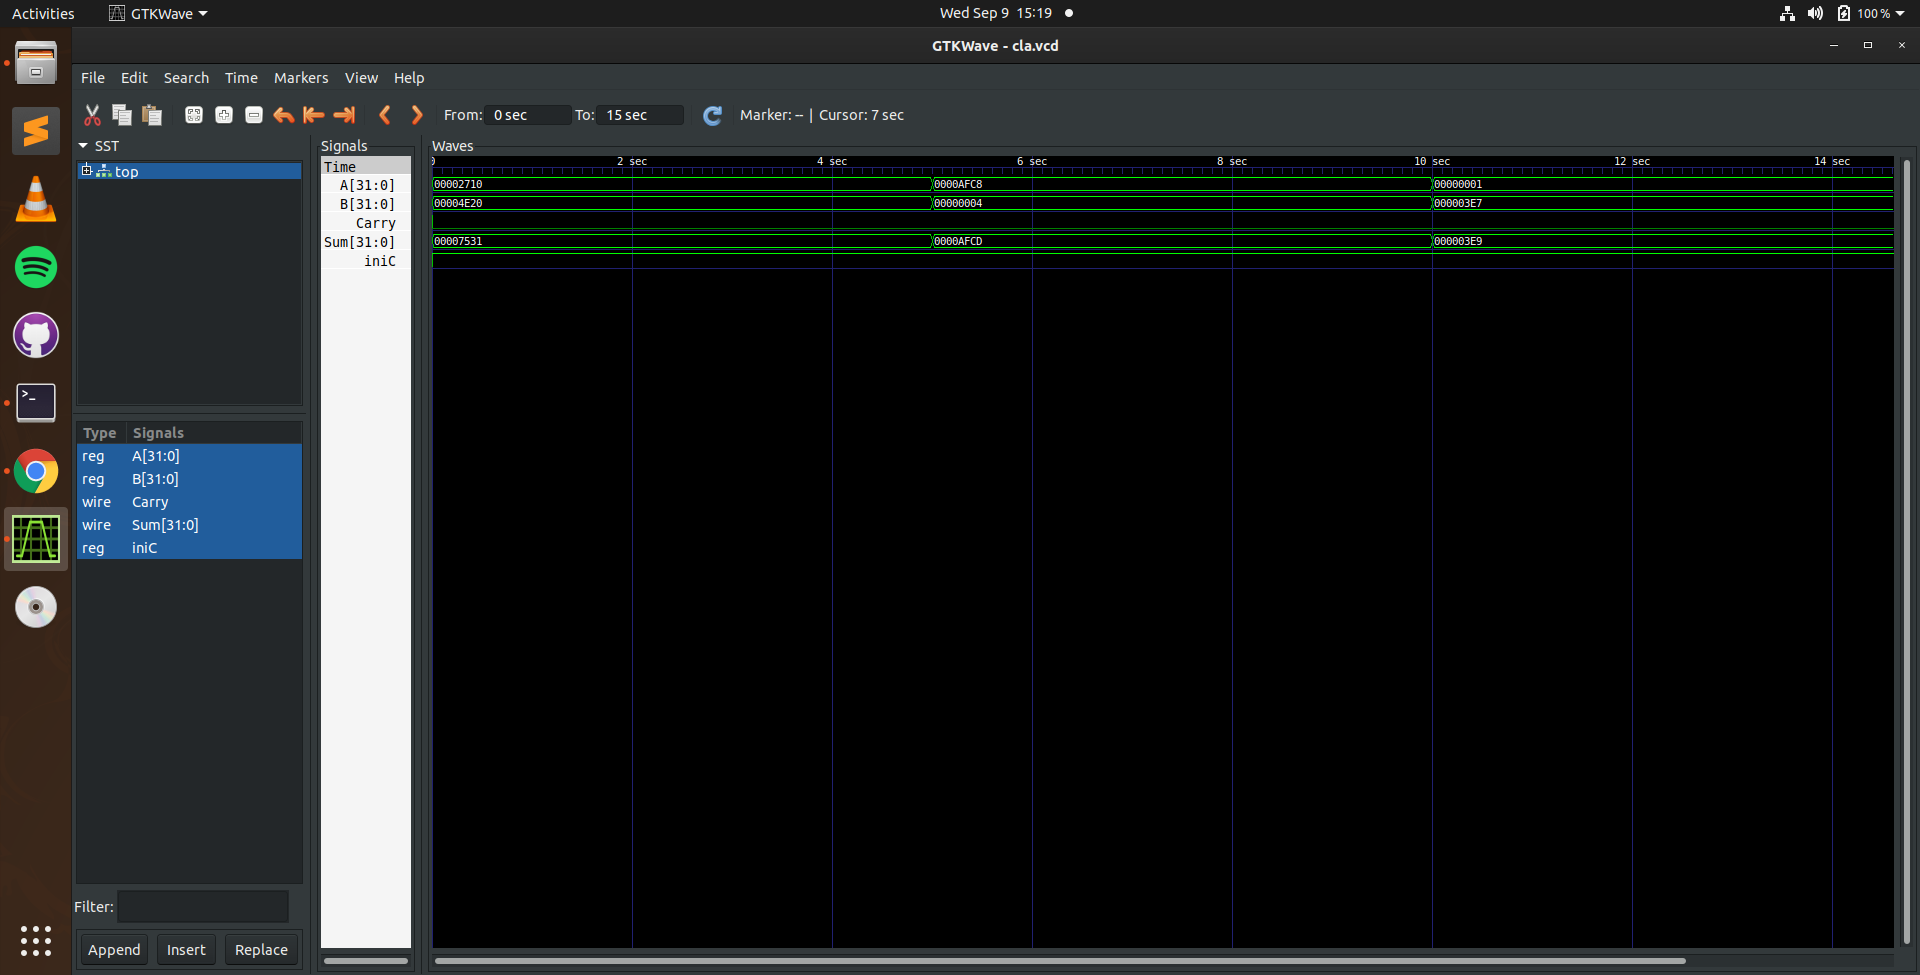 Activities GTKWave Wed Sep 9 15:19 100 %
GTKWave - cla.vcd
File Edit Search Time Markers View Help
From: 0 sec To: 15 sec Marker: -- | Cursor: 7 sec
SST
top
Type Signals
reg A[31:0]
reg B[31:0]
wire Carry
wire Sum[31:0]
reg iniC
Filter:
Append Insert Replace
Signals
Time
A[31:0]
B[31:0]
Carry
Sum[31:0]
iniC
Waves
0 2 sec 4 sec 6 sec 8 sec 10 sec 12 sec 14 sec
00002710 0000AFC8 00000001
00004E20 00000004 000003E7
00007531 0000AFCD 000003E9